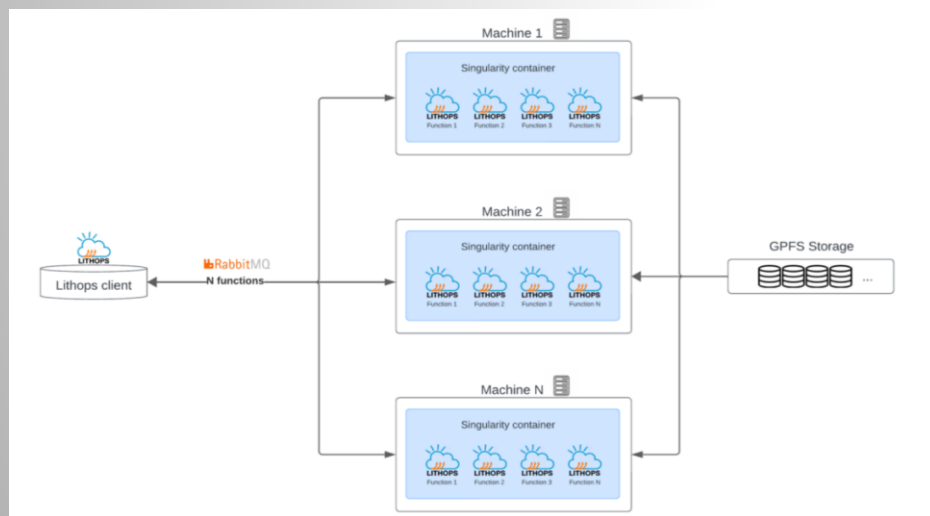 Machine 1
Singularity container
LITHOPS LITHOPS LITHOPS LITHOPS
Function 1 Function 2 Function 3 Function N
Machine 2
Singularity container
LITHOPS LITHOPS LITHOPS LITHOPS
Function 1 Function 2 Function 3 Function N
GPFS Storage
...
LITHOPS
Lithops client
RabbitMQ
N functions
Machine N
Singularity container
LITHOPS LITHOPS LITHOPS LITHOPS
Function 1 Function 2 Function 3 Function N